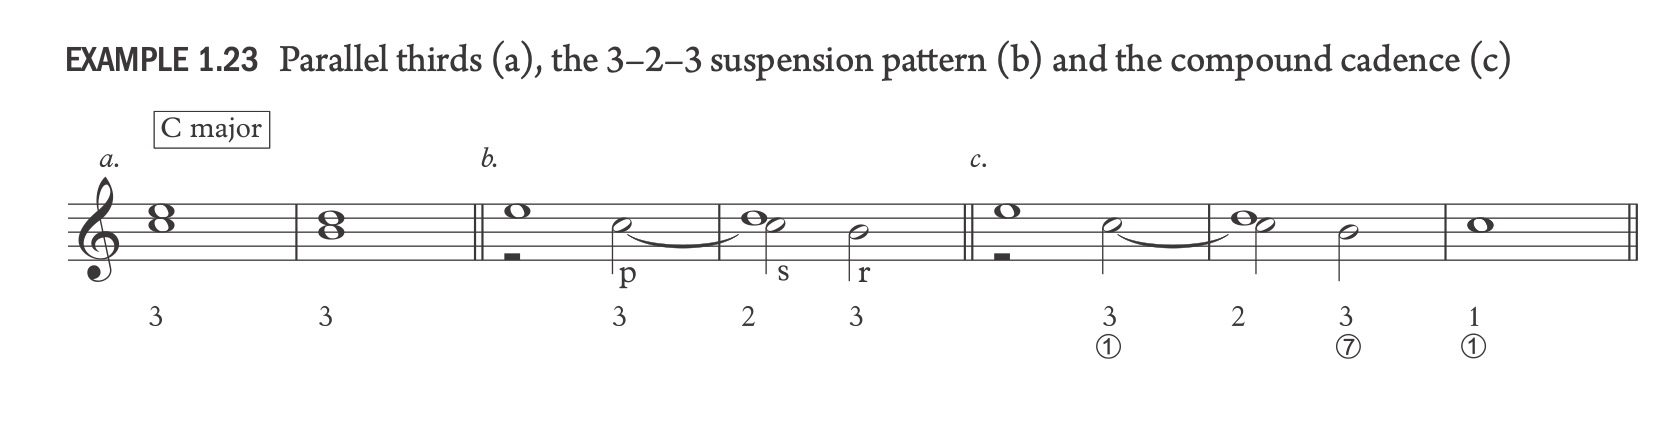 EXAMPLE 1.23 Parallel thirds (a), the 3–2–3 suspension pattern (b) and the compound cadence (c)
C major
a. b. c.
p s r
3 3 3 2 3 3 2 3 1
① ⑦ ①